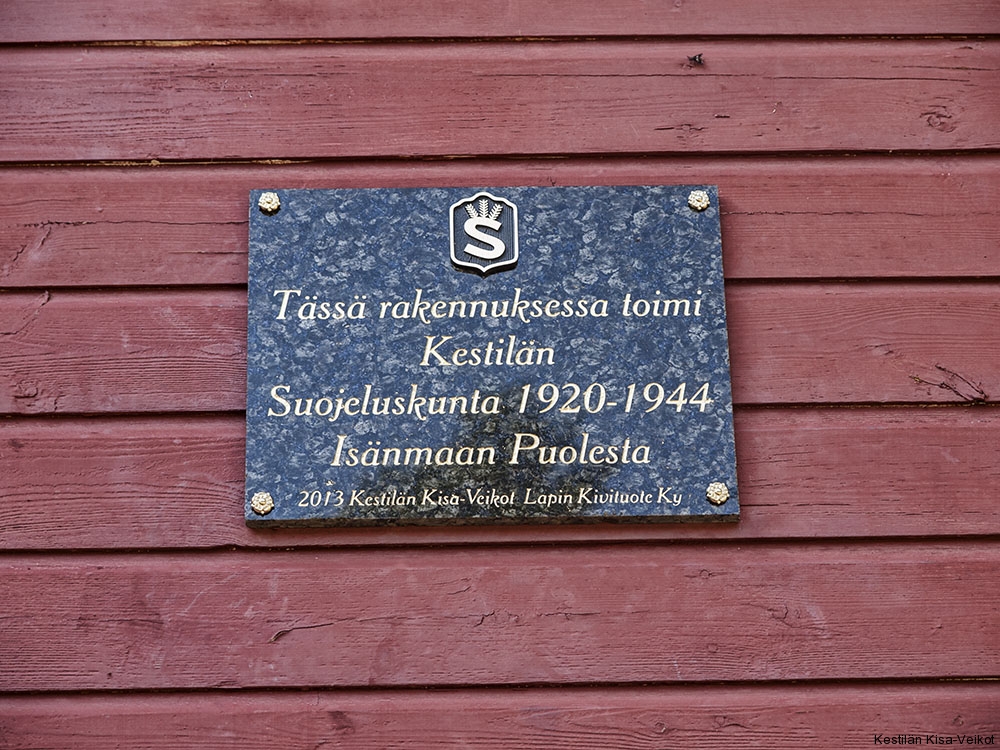 S
Tässä rakennuksessa toimi
Kestilän
Suojeluskunta 1920-1944
Isänmaan Puolesta
2013 Kestilän Kisa-Veikot Lapin Kivituote Ky
Kestilän Kisa-Veikot